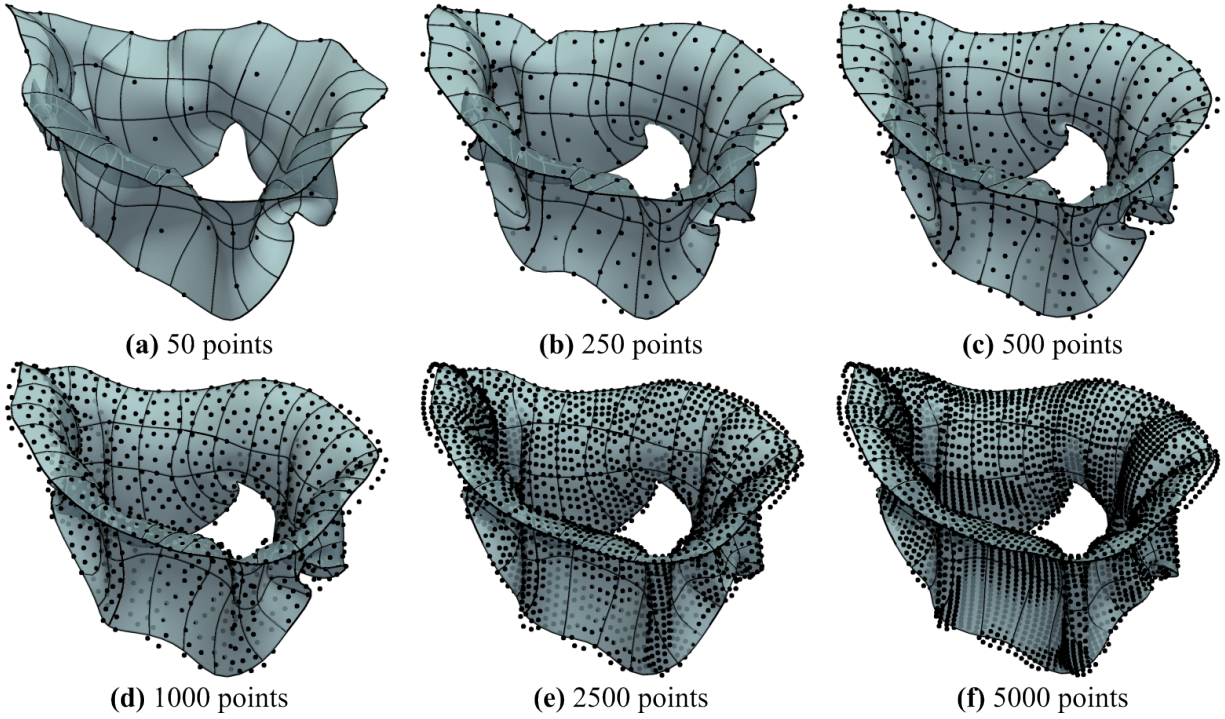 (a) 50 points
(b) 250 points
(c) 500 points
(d) 1000 points
(e) 2500 points
(f) 5000 points